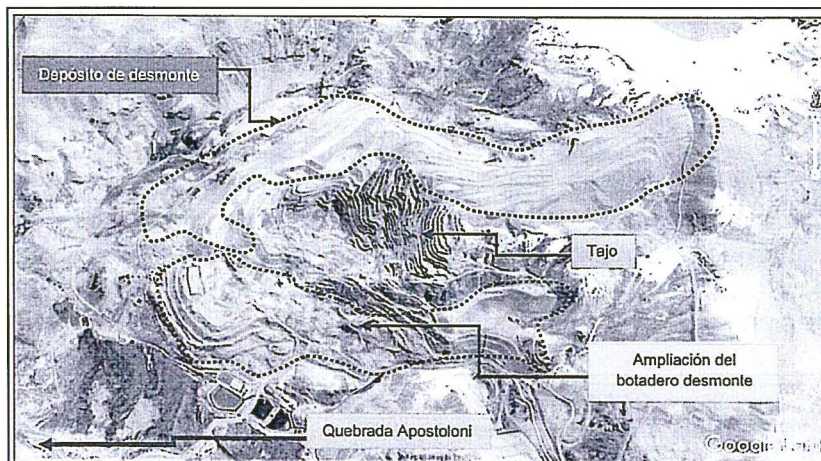 Depósito de desmonte
Tajo
Ampliación del
botadero desmonte
Quebrada Apostoloni
Google